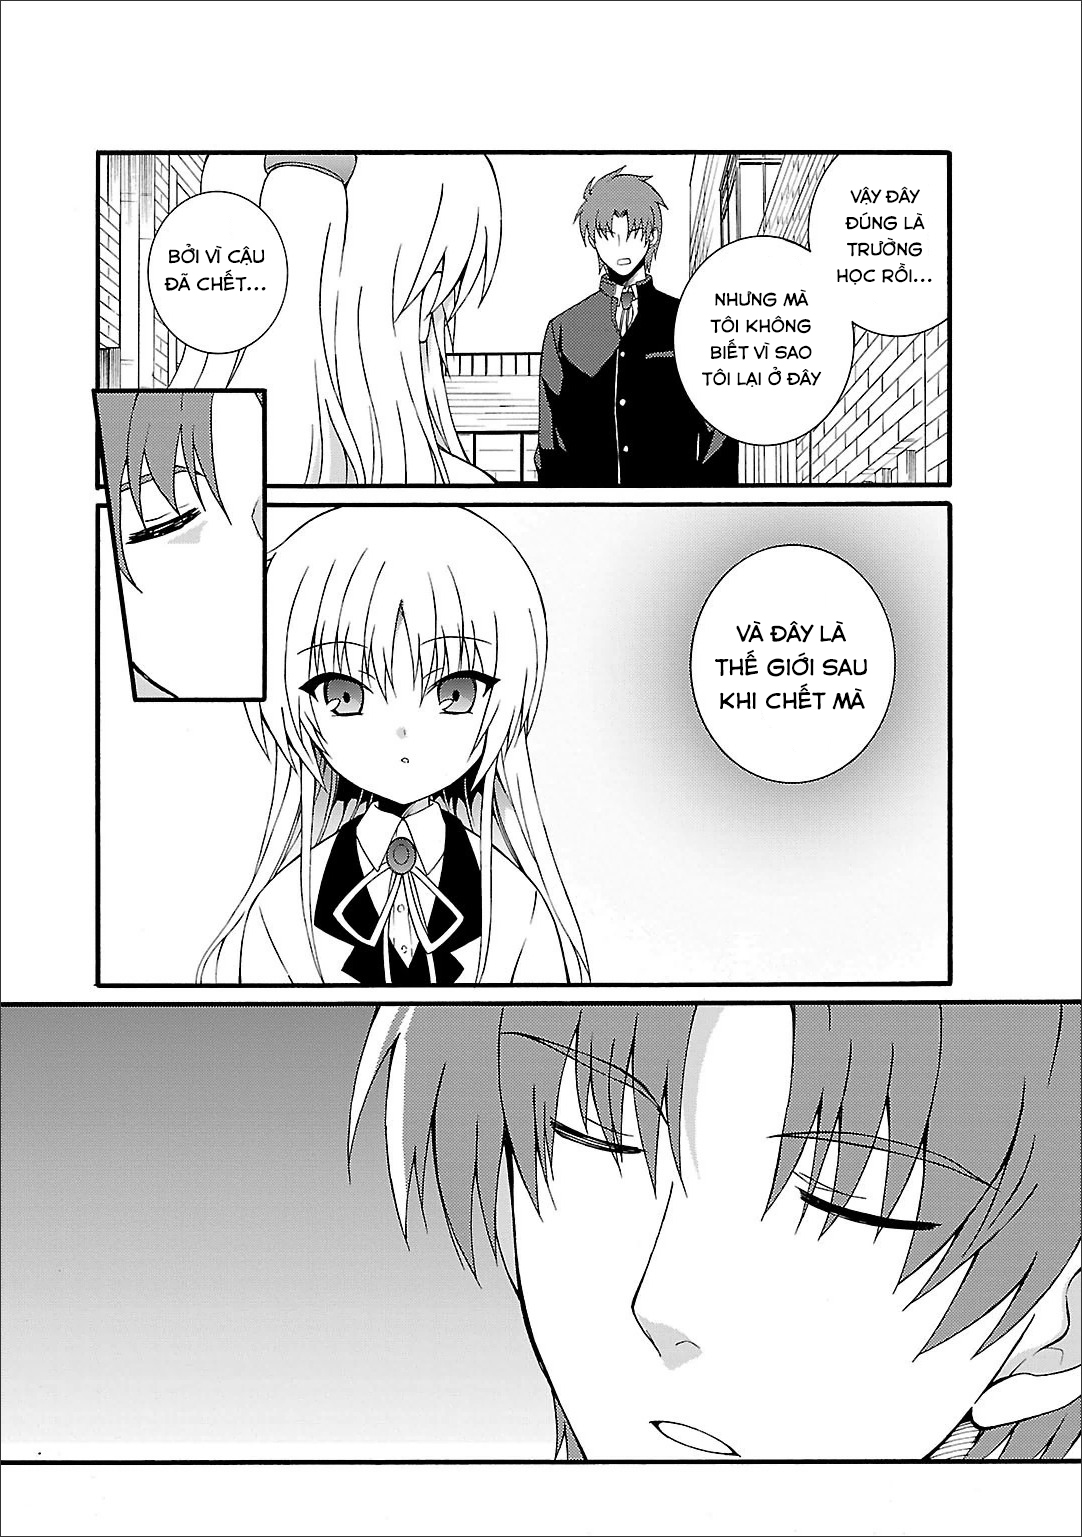 VẬY ĐÂY
ĐÚNG LÀ
TRƯỜNG
HỌC RỒI...
NHƯNG MÀ
TÔI KHÔNG
BIẾT VÌ SAO
TÔI LẠI Ở ĐÂY
BỞI VÌ CẬU
ĐÃ CHẾT...
VÀ ĐÂY LÀ
THẾ GIỚI SAU
KHI CHẾT MÀ